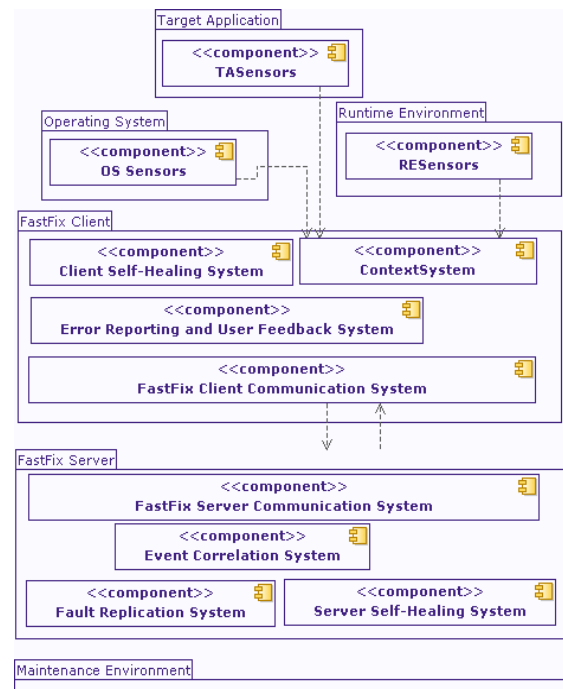 Target Application
<<component>>
TASensors
Operating System
<<component>>
OS Sensors
Runtime Environment
<<component>>
RESensors
FastFix Client
<<component>>
Client Self-Healing System
<<component>>
ContextSystem
<<component>>
Error Reporting and User Feedback System
<<component>>
FastFix Client Communication System
FastFix Server
<<component>>
FastFix Server Communication System
<<component>>
Event Correlation System
<<component>>
Fault Replication System
<<component>>
Server Self-Healing System
Maintenance Environment